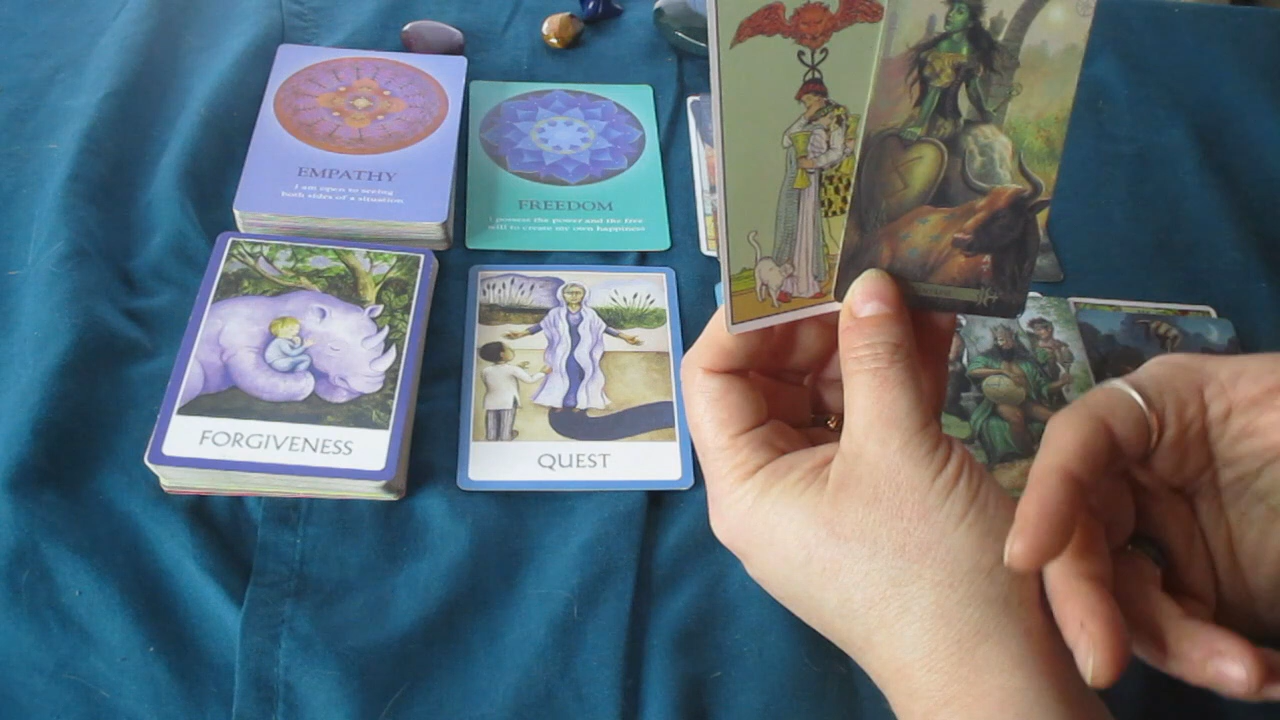 EMPATHY
I am open to seeing
both sides of a situation
FREEDOM
I possess the power and the free
will to create my own happiness
FORGIVENESS
QUEST